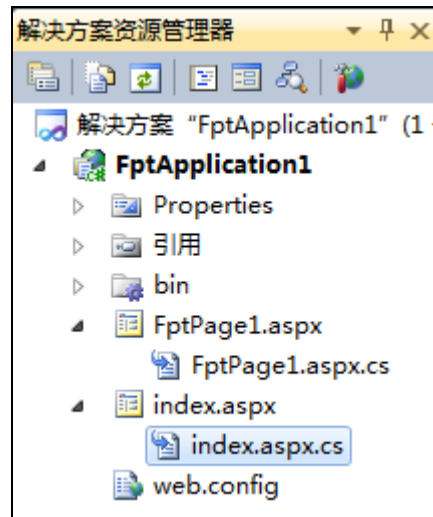 解决方案资源管理器
解决方案 “FptApplication1” (1
FptApplication1
Properties
引用
bin
FptPage1.aspx
FptPage1.aspx.cs
index.aspx
index.aspx.cs
web.config